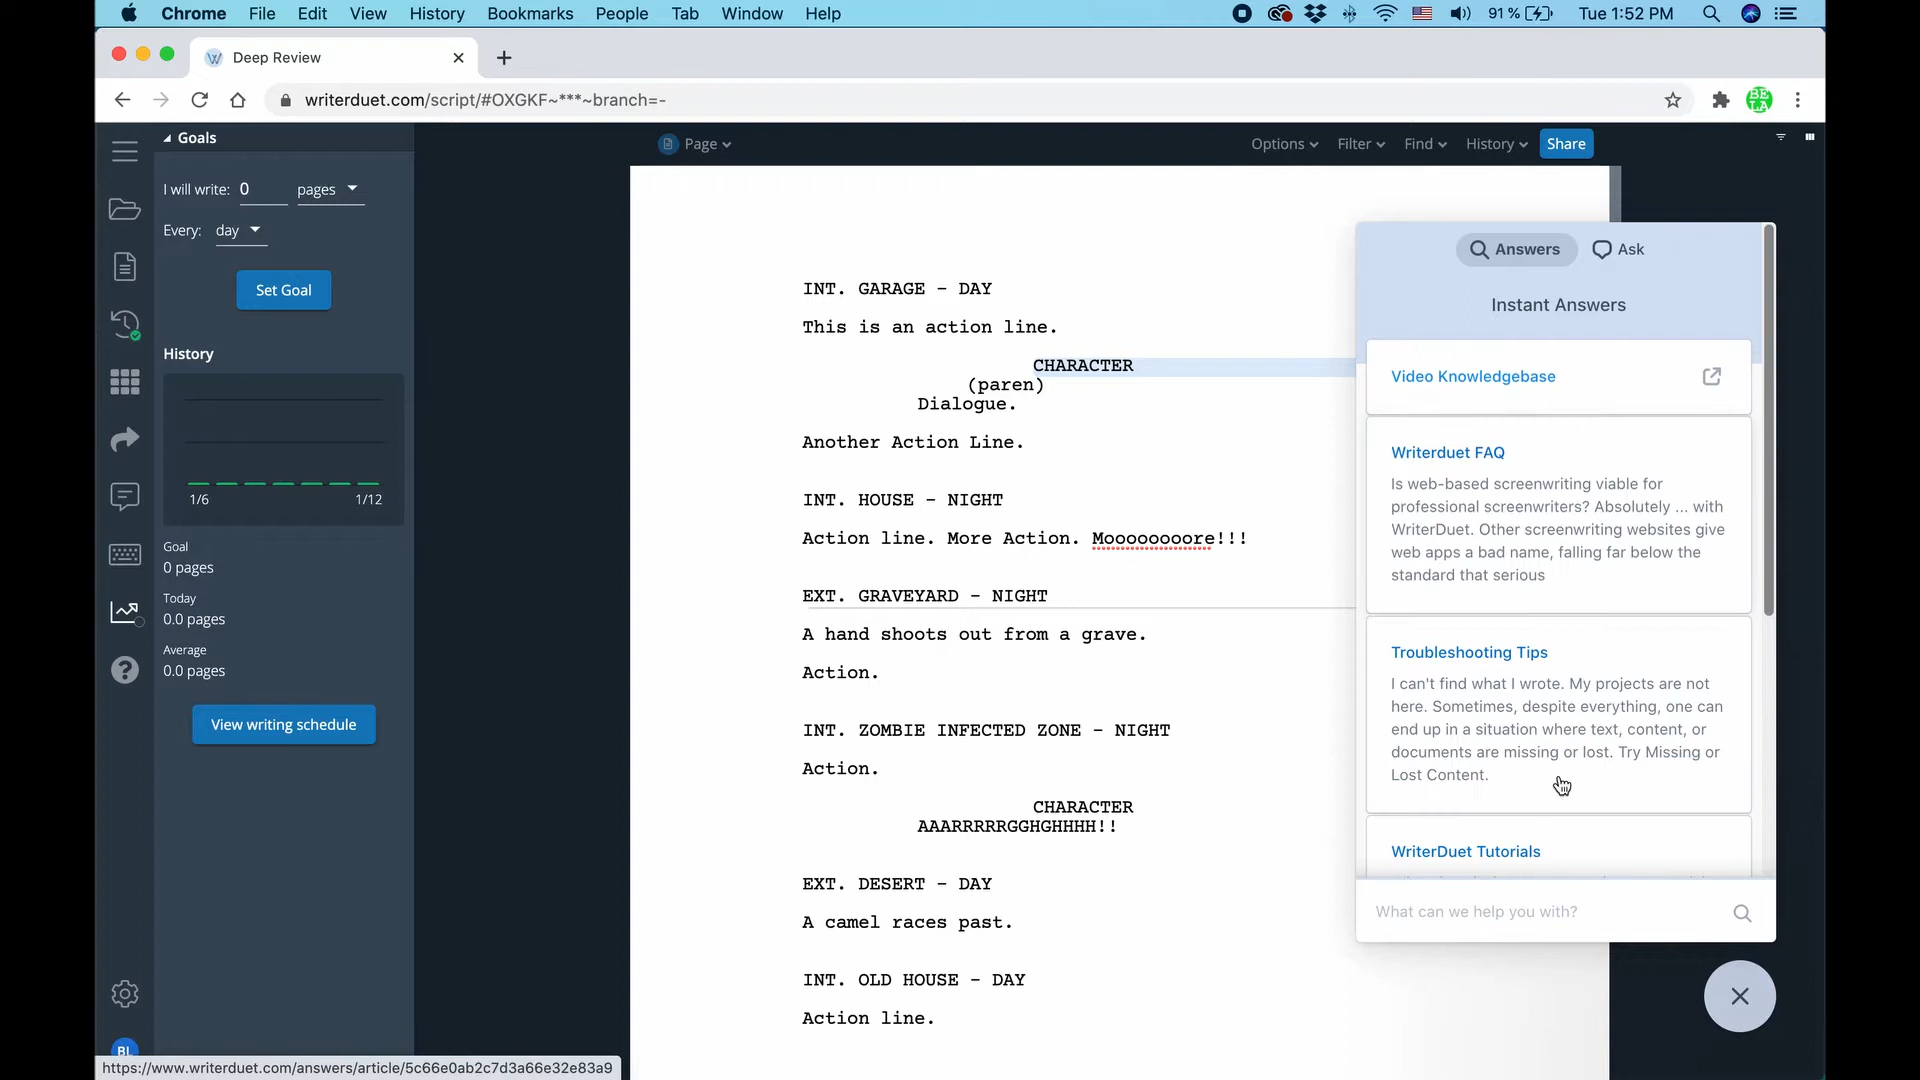 Chrome File Edit View History Bookmarks People Tab Window Help
91 % Tue 1:52 PM
Deep Review
writerduet.com/script/#OXGKF~***~branch=-
Goals
I will write: 0 pages
Every: day
Set Goal
History
1/6 1/12
Goal
0 pages
Today
0.0 pages
Average
0.0 pages
View writing schedule
BL
https://www.writerduet.com/answers/article/5c66e0ab2c7d3a66e32e83a9
Page Options Filter Find History Share
INT. GARAGE - DAY
This is an action line.
CHARACTER
(paren)
Dialogue.
Another Action Line.
INT. HOUSE - NIGHT
Action line. More Action. Mooooooooore!!!
EXT. GRAVEYARD - NIGHT
A hand shoots out from a grave.
Action.
INT. ZOMBIE INFECTED ZONE - NIGHT
Action.
CHARACTER
AAARRRRRGGHGHHHH!!
EXT. DESERT - DAY
A camel races past.
INT. OLD HOUSE - DAY
Action line.
Answers Ask
Instant Answers
Video Knowledgebase
Writerduet FAQ
Is web-based screenwriting viable for
professional screenwriters? Absolutely ... with
WriterDuet. Other screenwriting websites give
web apps a bad name, falling far below the
standard that serious
Troubleshooting Tips
I can't find what I wrote. My projects are not
here. Sometimes, despite everything, one can
end up in a situation where text, content, or
documents are missing or lost. Try Missing or
Lost Content.
WriterDuet Tutorials
What can we help you with?
BE
LA